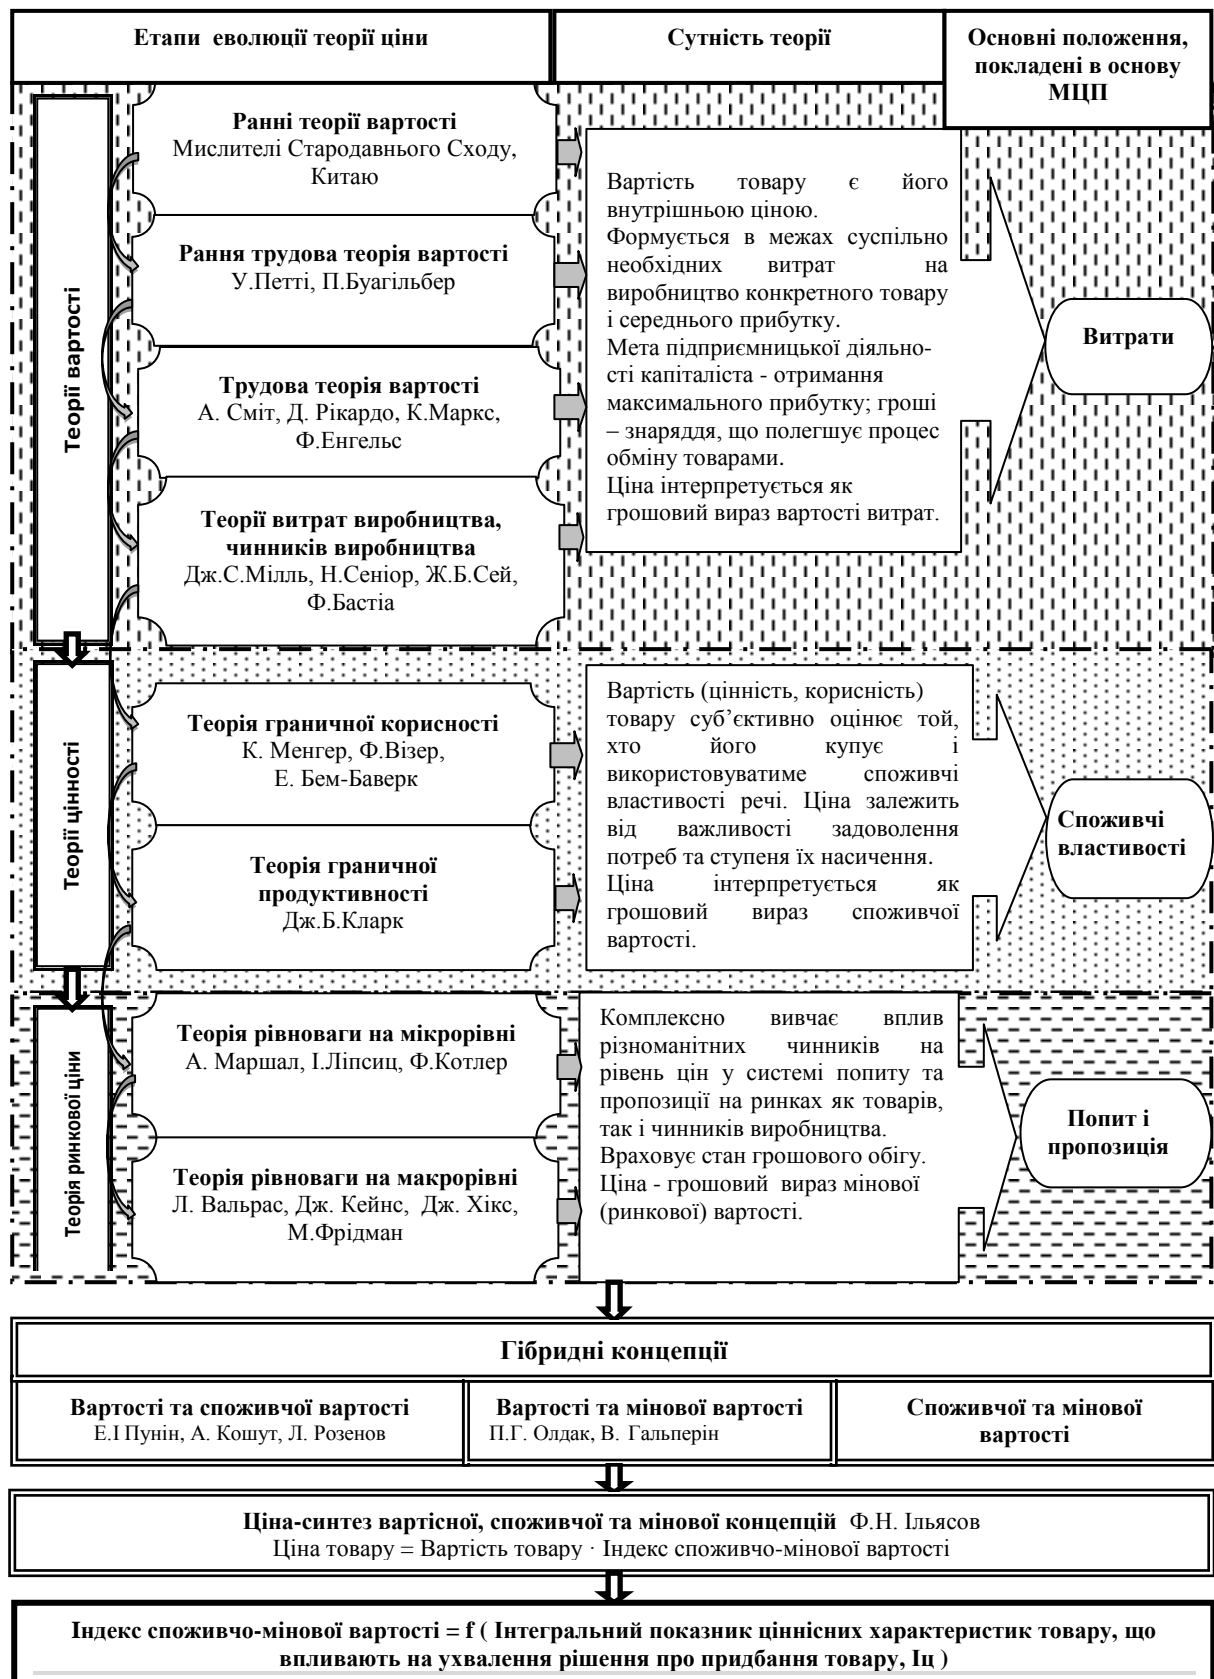 Етапи еволюції теорії ціни
Сутність теорії
Основні положення,
покладені в основу
МЦП
Теорії вартості
Ранні теорії вартості
Мислителі Стародавнього Сходу,
Китаю
Рання трудова теорія вартості
У.Петті, П.Буагільбер
Трудова теорія вартості
А. Сміт, Д. Рікардо, К.Маркс,
Ф.Енгельс
Теорії витрат виробництва,
чинників виробництва
Дж.С.Мілль, Н.Сеніор, Ж.Б.Сей,
Ф.Бастіа
Вартість товару є його
внутрішньою ціною.
Формується в межах суспільно
необхідних витрат на
виробництво конкретного товару
і середнього прибутку.
Мета підприємницької діяльно-
сті капіталіста - отримання
максимального прибутку; гроші
– знаряддя, що полегшує процес
обміну товарами.
Ціна інтерпретується як
грошовий вираз вартості витрат.
Витрати
Теорії цінності
Теорія граничної корисності
К. Менгер, Ф.Візер,
Е. Бем-Баверк
Теорія граничної
продуктивності
Дж.Б.Кларк
Вартість (цінність, корисність)
товару суб’єктивно оцінює той,
хто його купує і
використовуватиме споживчі
властивості речі. Ціна залежить
від важливості задоволення
потреб та ступеня їх насичення.
Ціна інтерпретується як
грошовий вираз споживчої
вартості.
Споживчі
властивості
Теорія ринкової ціни
Теорія рівноваги на мікрорівні
А. Маршал, І.Ліпсиц, Ф.Котлер
Теорія рівноваги на макрорівні
Л. Вальрас, Дж. Кейнс, Дж. Хікс,
М.Фрідман
Комплексно вивчає вплив
різноманітних чинників на
рівень цін у системі попиту та
пропозиції на ринках як товарів,
так і чинників виробництва.
Враховує стан грошового обігу.
Ціна - грошовий вираз мінової
(ринкової) вартості.
Попит і
пропозиція
Гібридні концепції
Вартості та споживчої вартості
Е.І Пунін, А. Кошут, Л. Розенов
Вартості та мінової вартості
П.Г. Олдак, В. Гальперін
Споживчої та мінової
вартості
Ціна-синтез вартісної, споживчої та мінової концепцій Ф.Н. Ільясов
Ціна товару = Вартість товару · Індекс споживчо-мінової вартості
Індекс споживчо-мінової вартості = f ( Інтегральний показник ціннісних характеристик товару, що
впливають на ухвалення рішення про придбання товару, Іц )